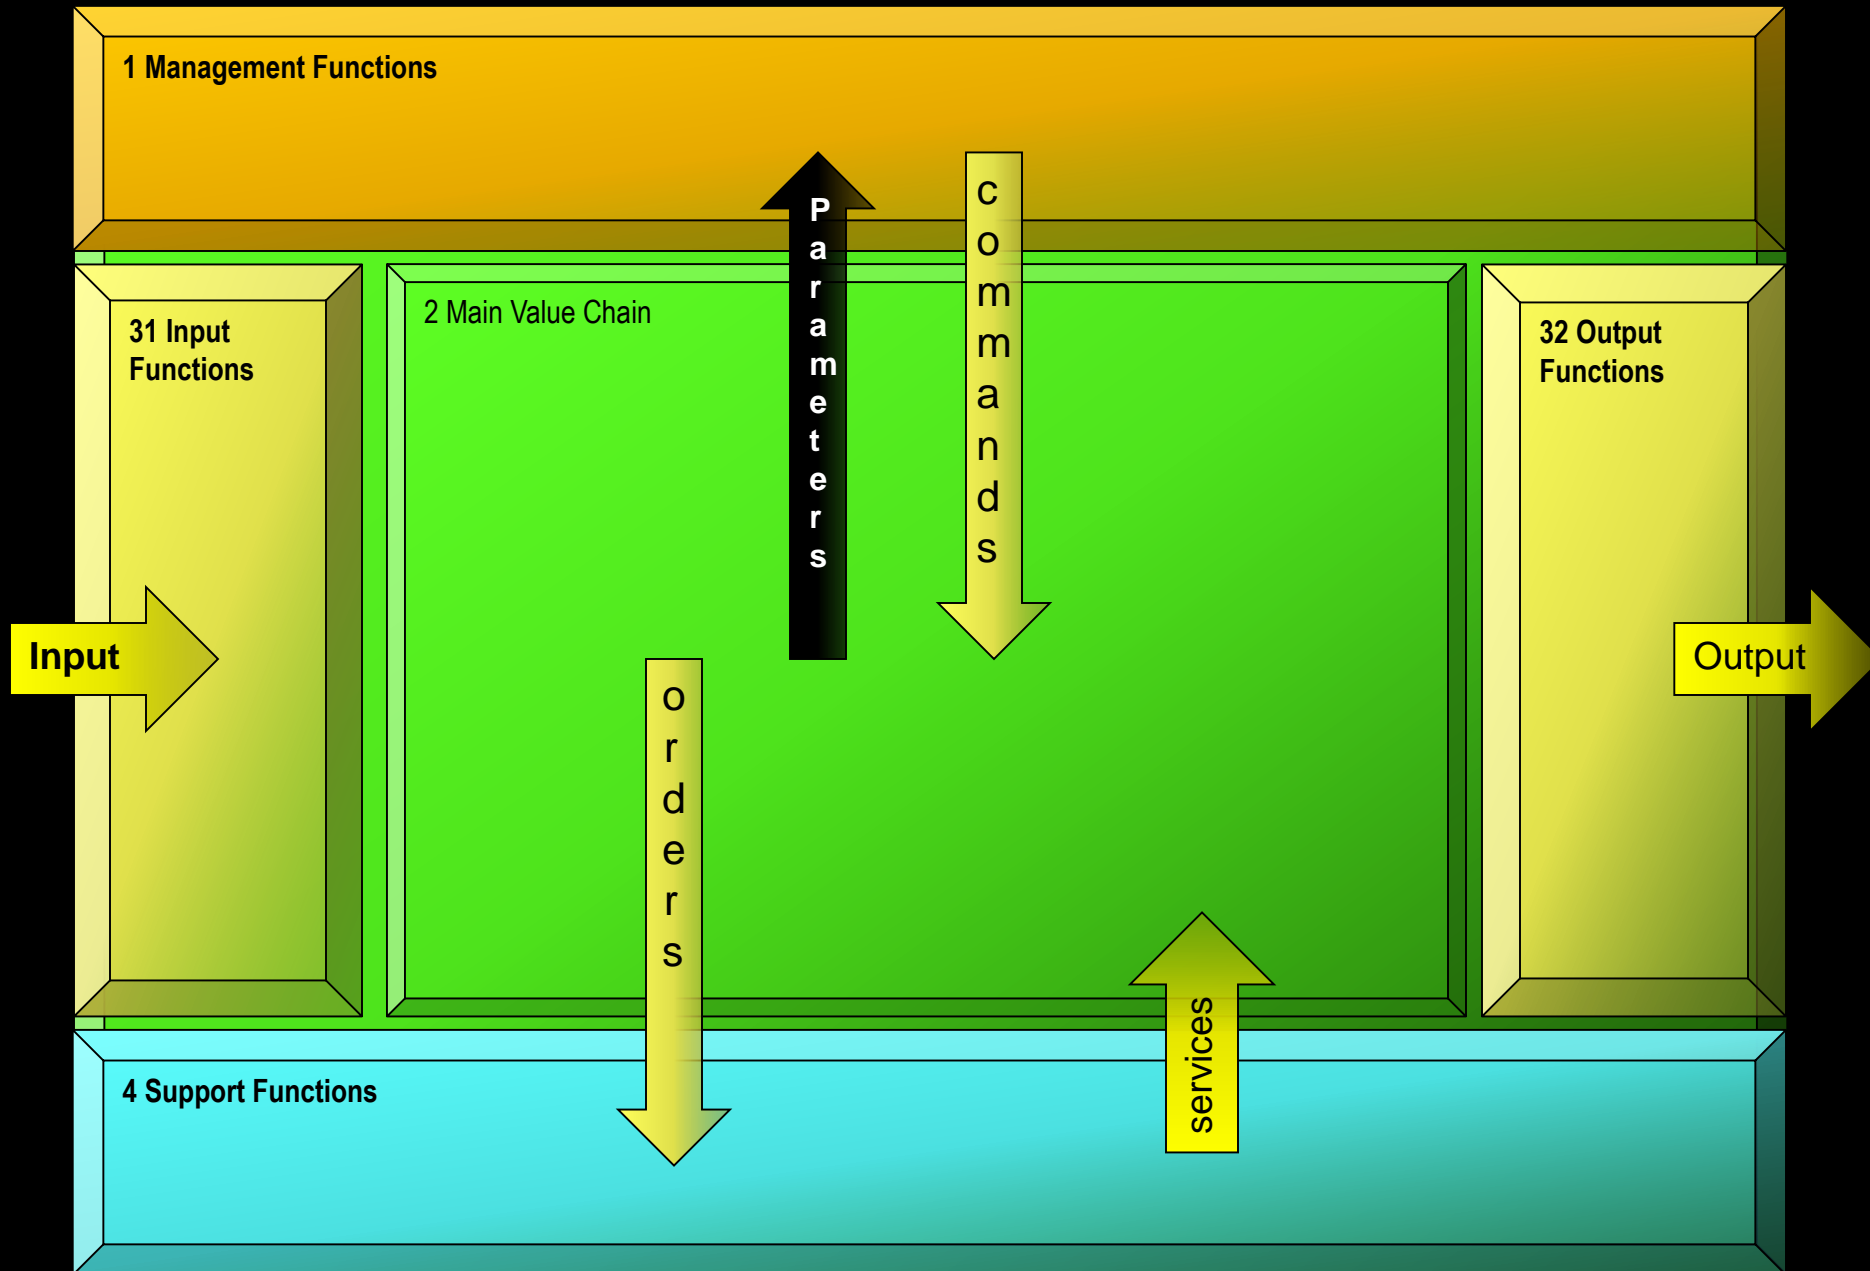 1 Management Functions
Parameters
commands
2 Main Value Chain
31 Input
Functions
32 Output
Functions
Input
Output
orders
services
4 Support Functions